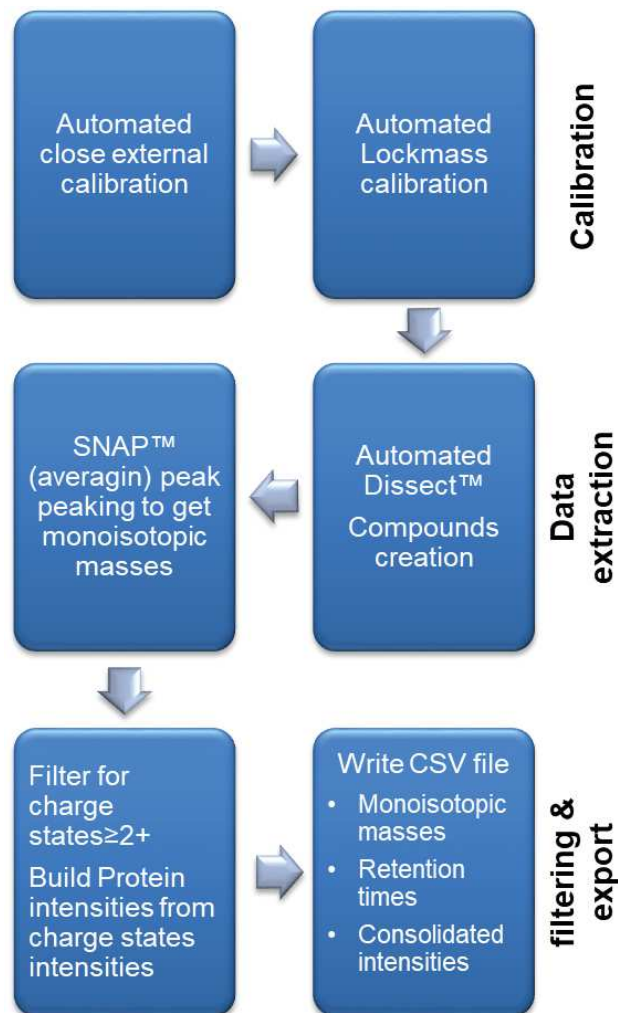 Automated
close external
calibration
Automated
Lockmass
calibration
Calibration
Automated
Dissect™
Compounds
creation
SNAP™
(averagin) peak
peaking to get
monoisotopic
masses
Data
extraction
Filter for
charge
states≥2+
Build Protein
intensities from
charge states
intensities
Write CSV file
• Monoisotopic
masses
• Retention
times
• Consolidated
intensities
filtering &
export